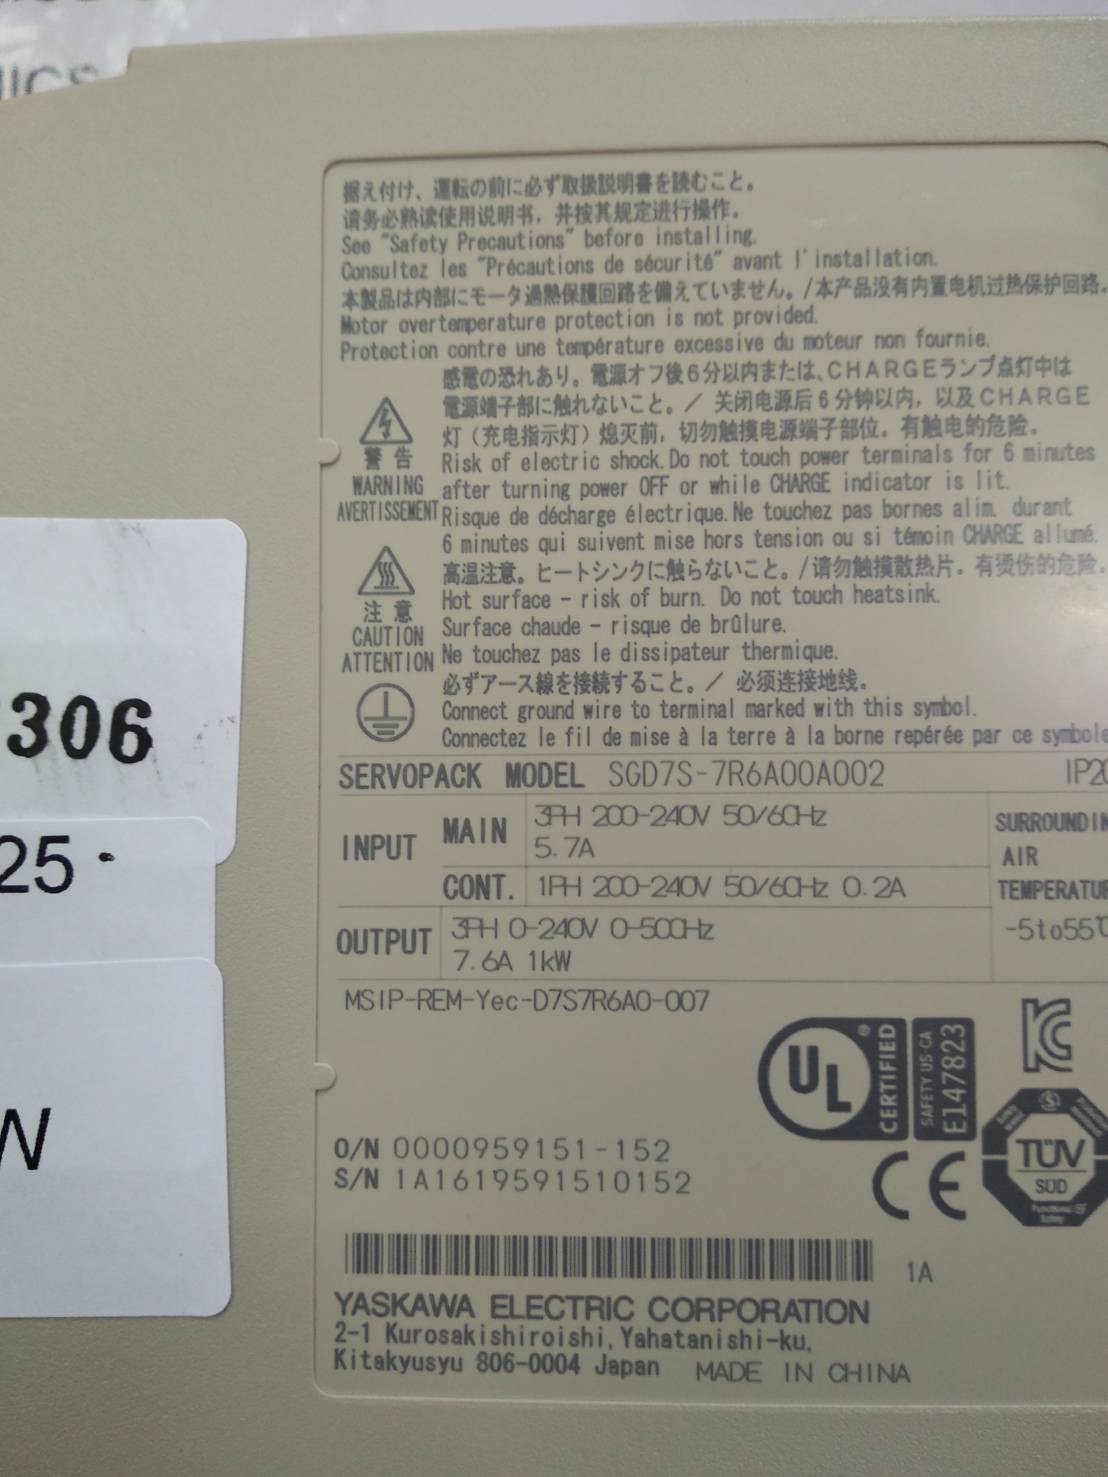 据え付け、運転の前に必ず取扱説明書を読むこと。
请务必熟读使用说明书，并按其规定进行操作。
See "Safety Precautions" before installing.
Consultez les "Précautions de sécurité" avant l'installation.
本製品は内部にモータ過熱保護回路を備えていません。/本产品没有内置电机过热保护回路.
Motor overtemperature protection is not provided.
Protection contre une température excessive du moteur non fournie.
感電の恐れあり。電源オフ後6分以内または、CHARGEランプ点灯中は
電源端子部に触れないこと。/ 关闭电源后6分钟以内，以及CHARGE
灯（充电指示灯）熄灭前，切勿触摸电源端子部位。有触电的危险。
警告
WARNING
AVERTISSEMENT
Risk of electric shock. Do not touch power terminals for 6 minutes
after turning power OFF or while CHARGE indicator is lit.
Risque de décharge électrique. Ne touchez pas bornes alim. durant
6 minutes qui suivent mise hors tension ou si témoin CHARGE allumé.
注意
CAUTION
ATTENTION
高温注意。ヒートシンクに触らないこと。/请勿触摸散热片。有烫伤的危险.
Hot surface - risk of burn. Do not touch heatsink.
Surface chaude - risque de brûlure.
Ne touchez pas le dissipateur thermique.
必ずアース線を接続すること。/ 必须连接地线.
Connect ground wire to terminal marked with this symbol.
Connectez le fil de mise à la terre à la borne repérée par ce symbole
SERVOPACK MODEL SGD7S-7R6A00A002 IP20
INPUT MAIN 3PH 200-240V 50/60Hz
5.7A
CONT. 1PH 200-240V 50/60Hz 0.2A
SURROUNDIN
AIR
TEMPERATUR
-5to55℃
OUTPUT 3PH 0-240V 0-500Hz
7.6A 1kW
MSIP-REM-Yec-D7S7R6A0-007
UL ® CERTIFIED
SAFETY US-CA
E147823
TÜV
SÜD
Functional
Safety
CE
O/N 0000959151-152
S/N 1A1619591510152
1A
YASKAWA ELECTRIC CORPORATION
2-1 Kurosakishiroishi, Yahatanishi-ku,
Kitakyusyu 806-0004 Japan MADE IN CHINA
306
25
W